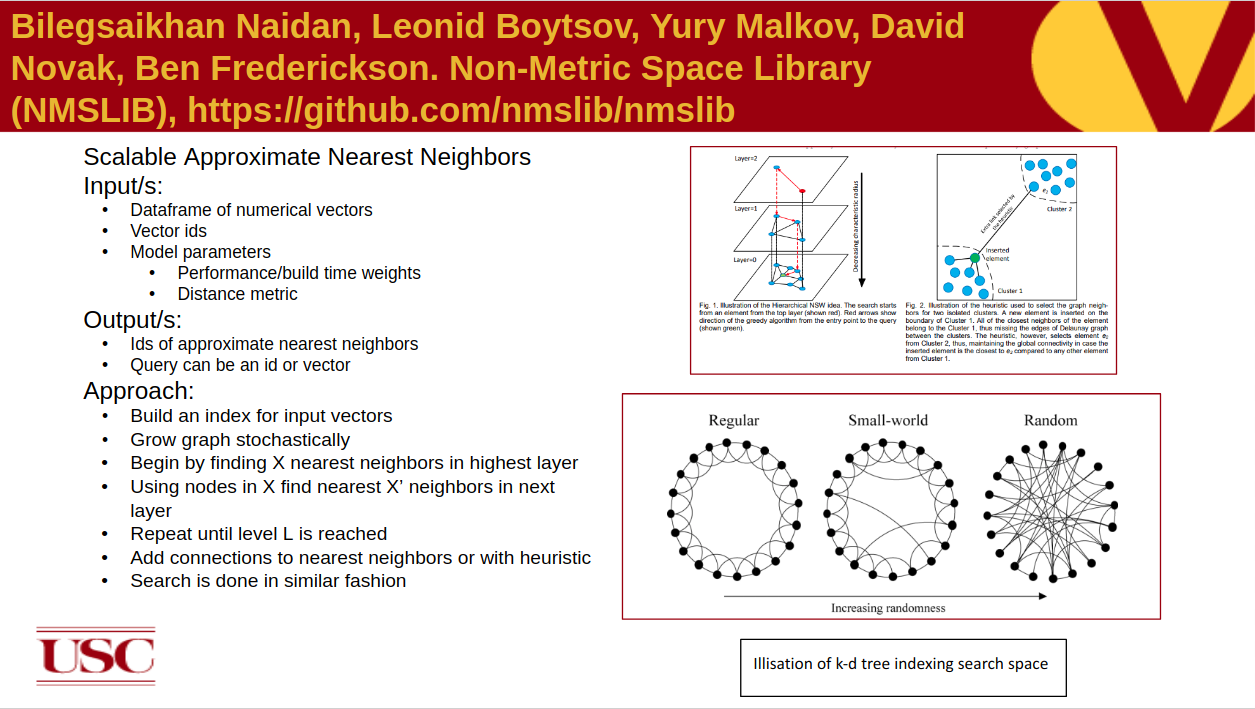 Bilegsaikhan Naidan, Leonid Boytsov, Yury Malkov, David
Novak, Ben Frederickson. Non-Metric Space Library
(NMSLIB), https://github.com/nmslib/nmslib
Scalable Approximate Nearest Neighbors
Input/s:
• Dataframe of numerical vectors
• Vector ids
• Model parameters
• Performance/build time weights
• Distance metric
Output/s:
• Ids of approximate nearest neighbors
• Query can be an id or vector
Approach:
• Build an index for input vectors
• Grow graph stochastically
• Begin by finding X nearest neighbors in highest layer
• Using nodes in X find nearest X’ neighbors in next
layer
• Repeat until level L is reached
• Add connections to nearest neighbors or with heuristic
• Search is done in similar fashion
USC
Layer=2
Layer=1
Layer=0
Decreasing characteristic radius
Fig. 1. Illustration of the Hierarchical NSW idea. The search starts
from an element from the top layer (shown red). Red arrows show
direction of the greedy algorithm from the entry point to the query
(shown green).
e₂
Cluster 2
Extra link selected by
the heuristic
Inserted
element
Cluster 1
Fig. 2. Illustration of the heuristic used to select the graph neigh-
bors for two isolated clusters. A new element is inserted on the
boundary of Cluster 1. All of the closest neighbors of the element
belong to the Cluster 1, thus missing the edges of Delaunay graph
between the clusters. The heuristic, however, selects element e₂
from Cluster 2, thus, maintaining the global connectivity in case the
inserted element is the closest to e₂ compared to any other element
from Cluster 1.
Regular
Small-world
Random
Increasing randomness
Illisation of k-d tree indexing search space